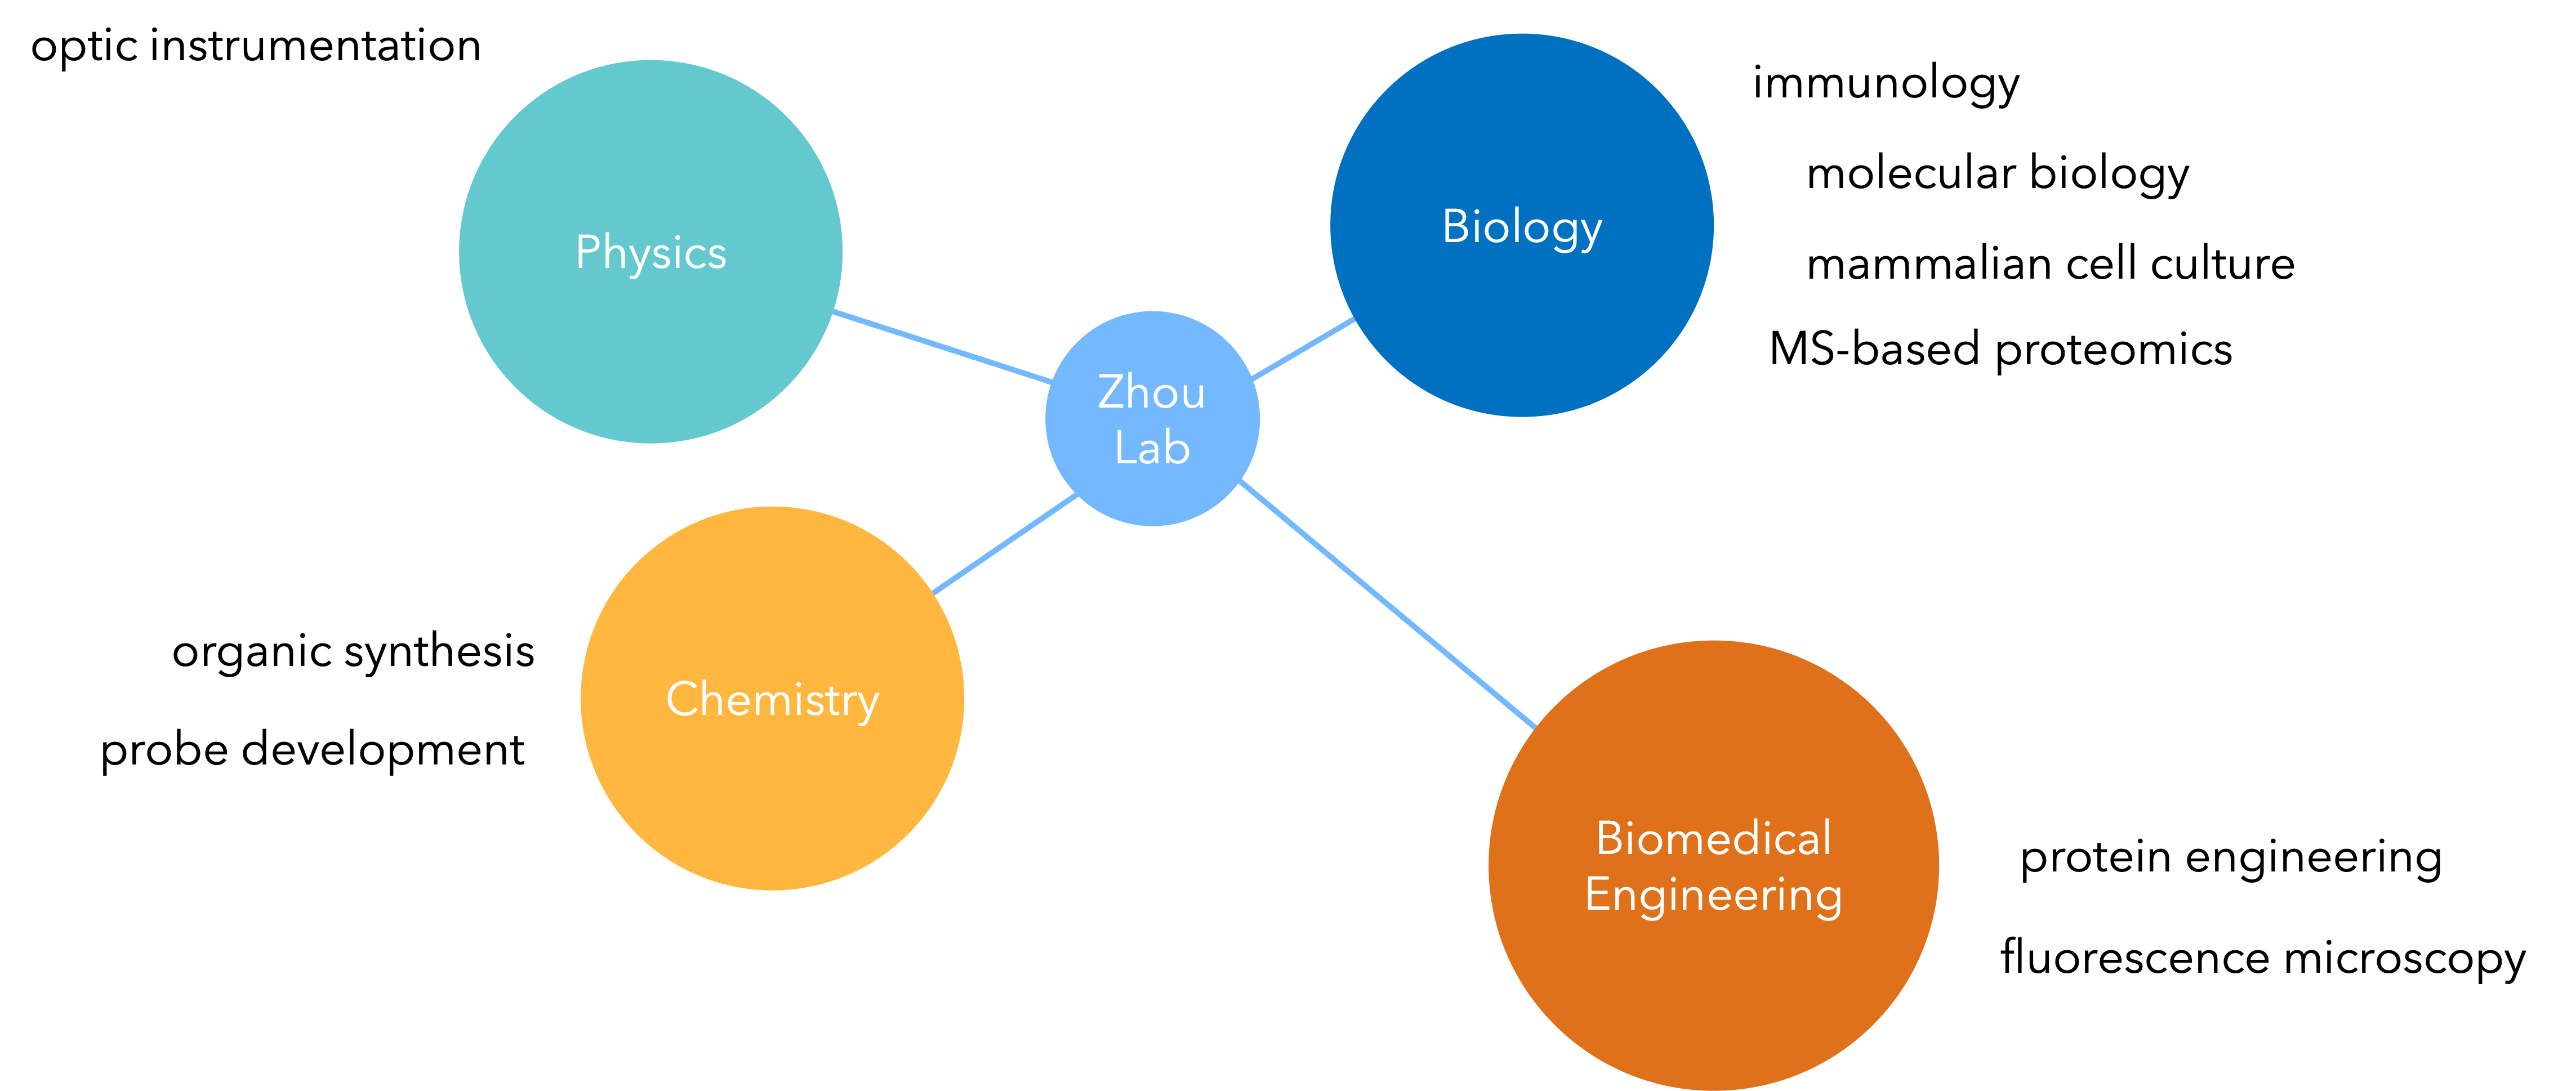 optic instrumentation
Physics
Biology
immunology
molecular biology
mammalian cell culture
MS-based proteomics
Zhou
Lab
organic synthesis
probe development
Chemistry
Biomedical
Engineering
protein engineering
fluorescence microscopy